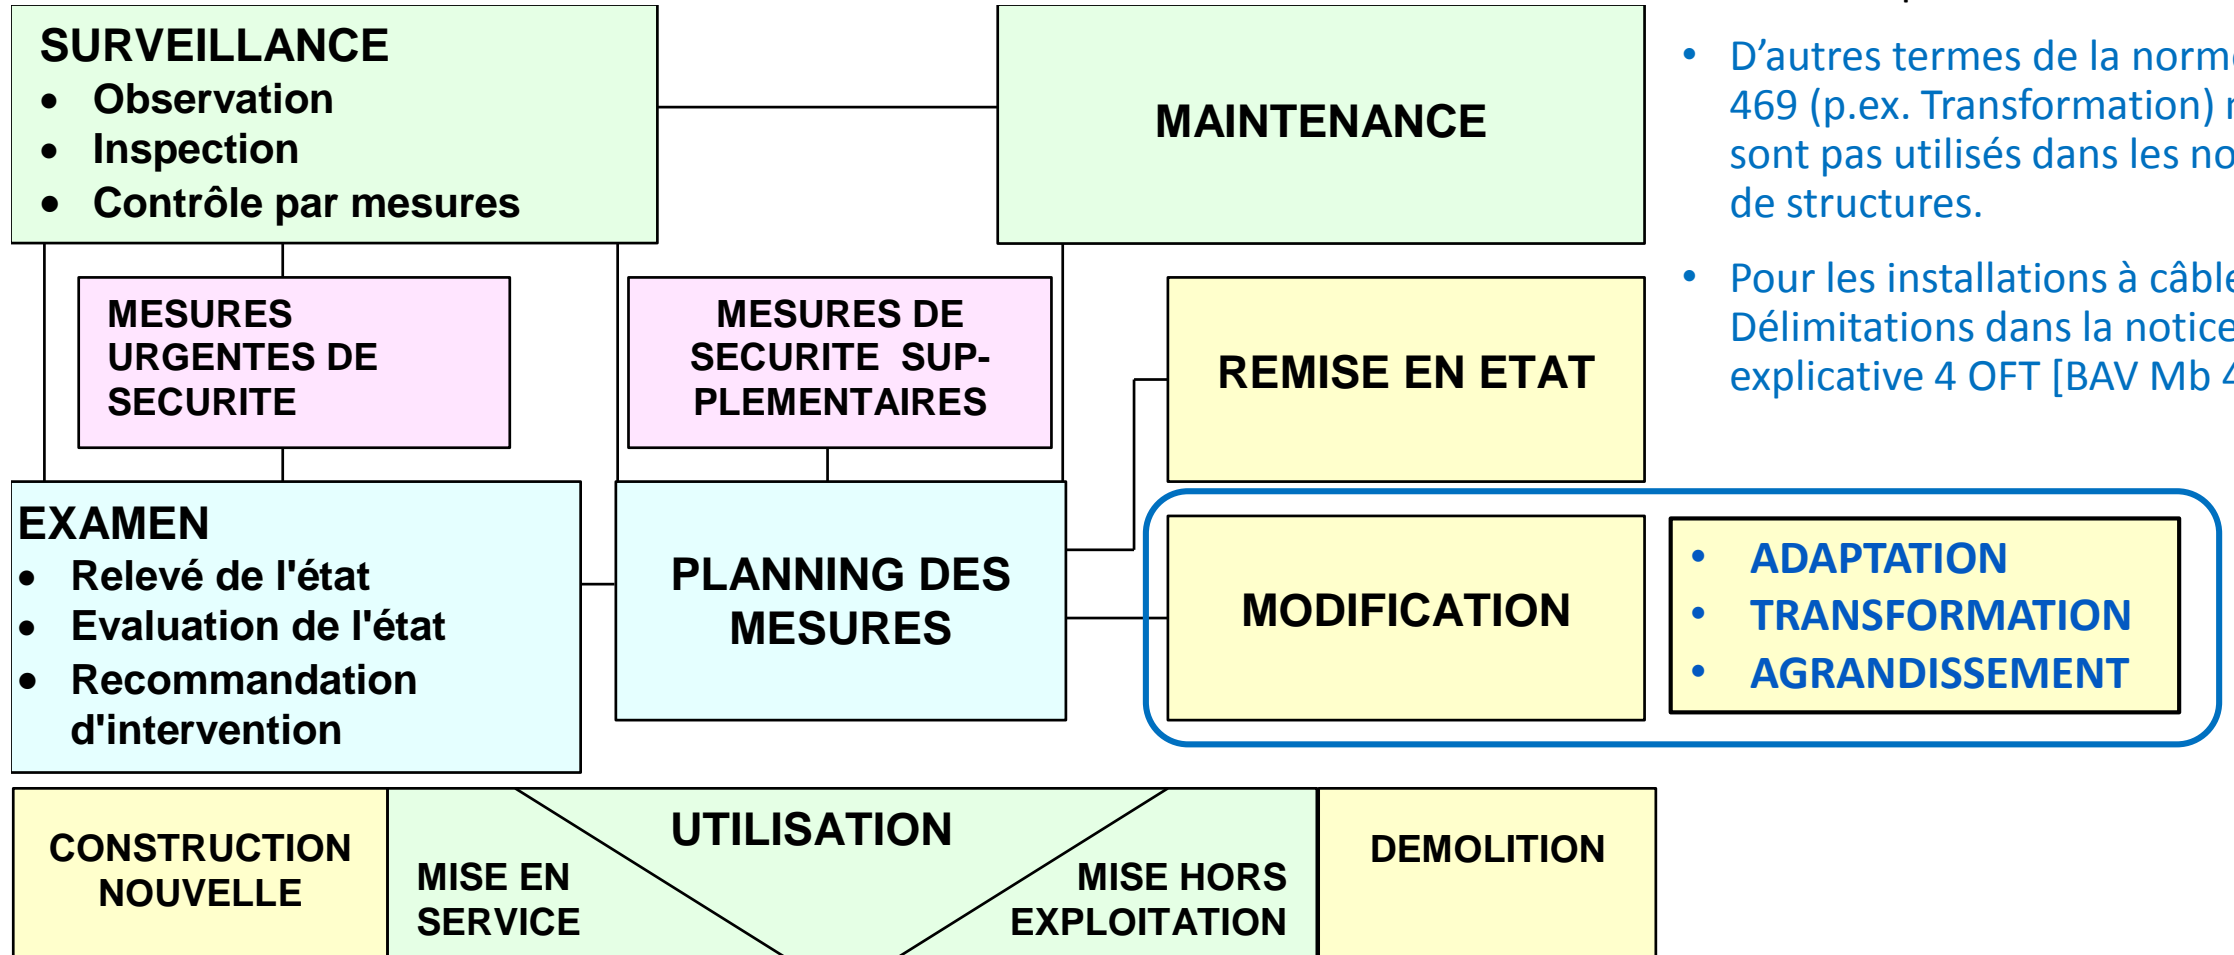 SURVEILLANCE
• Observation
• Inspection
• Contrôle par mesures
MAINTENANCE
• D’autres termes de la norme
469 (p.ex. Transformation)
sont pas utilisés dans les
de structures.
• Pour les installations à
Délimitations dans la notice
explicative 4 OFT [BAV Mb
MESURES
URGENTES DE
SECURITE
MESURES DE
SECURITE SUP-
PLEMENTAIRES
REMISE EN ETAT
EXAMEN
• Relevé de l'état
• Evaluation de l'état
• Recommandation
d'intervention
PLANNING DES
MESURES
MODIFICATION
• ADAPTATION
• TRANSFORMATION
• AGRANDISSEMENT
CONSTRUCTION
NOUVELLE
MISE EN
SERVICE
UTILISATION
MISE HORS
EXPLOITATION
DEMOLITION